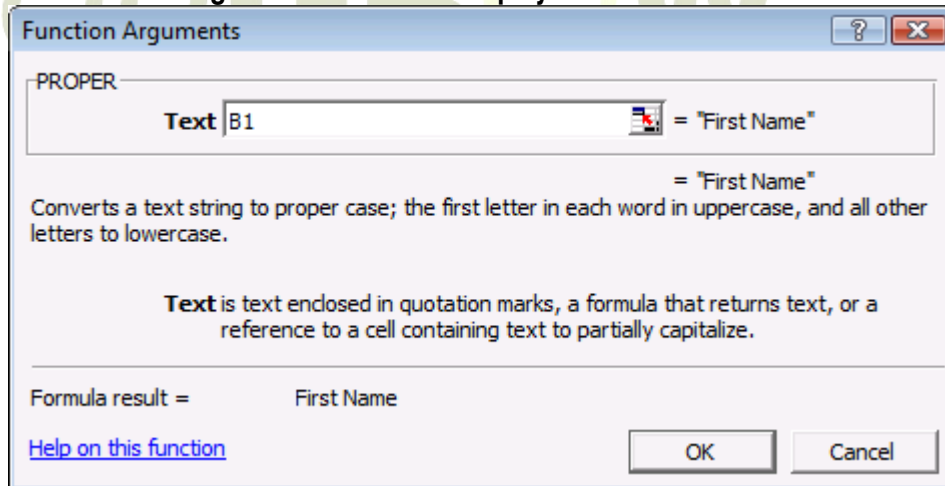 Function Arguments
PROPER
Text B1 = "First Name"
= "First Name"
Converts a text string to proper case; the first letter in each word in uppercase, and all other
letters to lowercase.
Text is text enclosed in quotation marks, a formula that returns text, or a
reference to a cell containing text to partially capitalize.
Formula result = First Name
Help on this function
OK Cancel